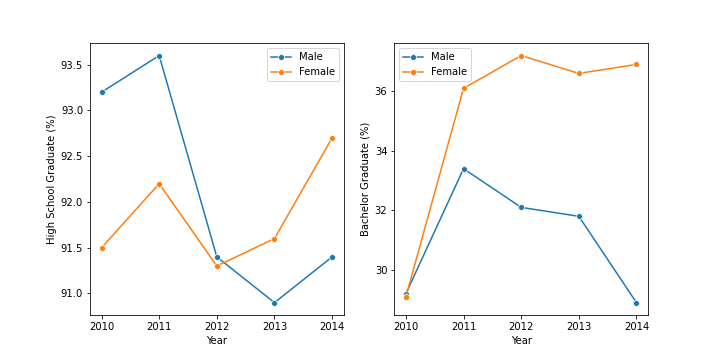 High School Graduate (%)
93.5
93.0
92.5
92.0
91.5
91.0
Male
Female
2010 2011 2012 2013 2014
Year
Bachelor Graduate (%)
36
34
32
30
Male
Female
2010 2011 2012 2013 2014
Year